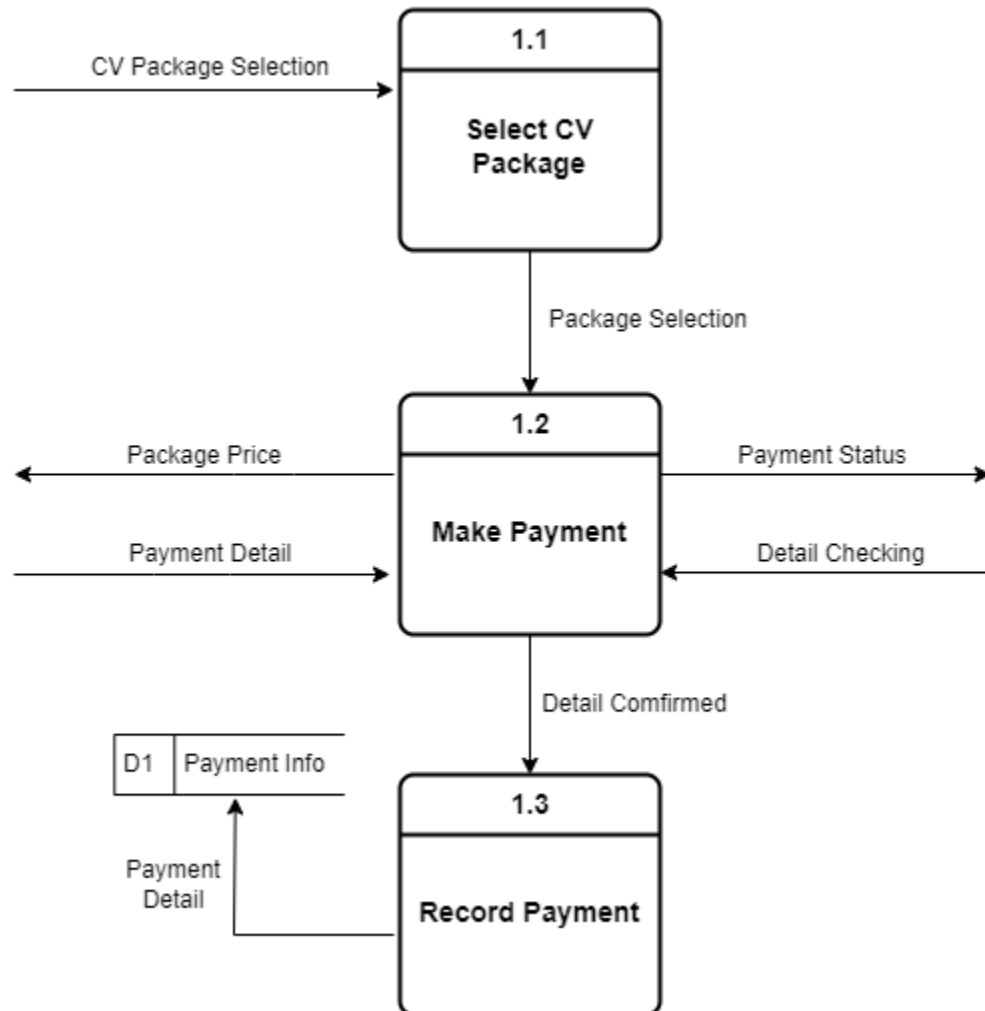 1.1
CV Package Selection
Select CV
Package
Package Selection
1.2
Package Price
Payment Status
Make Payment
Payment Detail
Detail Checking
Detail Comfirmed
D1
Payment Info
1.3
Payment
Detail
Record Payment